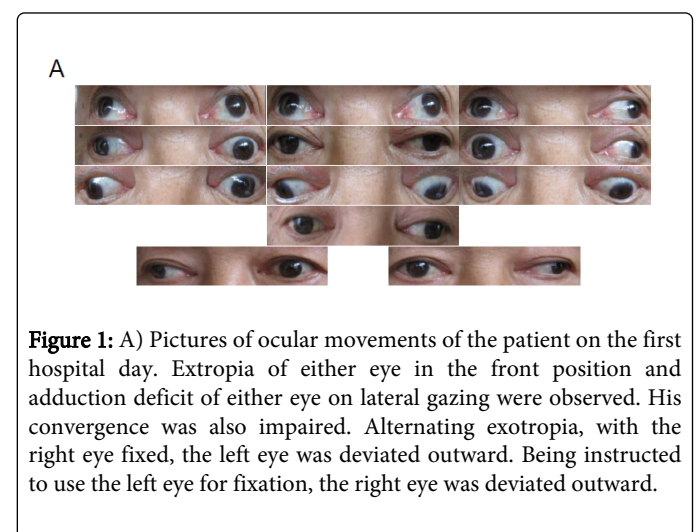 A
Figure 1: A) Pictures of ocular movements of the patient on the first
hospital day. Extropia of either eye in the front position and
adduction deficit of either eye on lateral gazing were observed. His
convergence was also impaired. Alternating exotropia, with the
right eye fixed, the left eye was deviated outward. Being instructed
to use the left eye for fixation, the right eye was deviated outward.